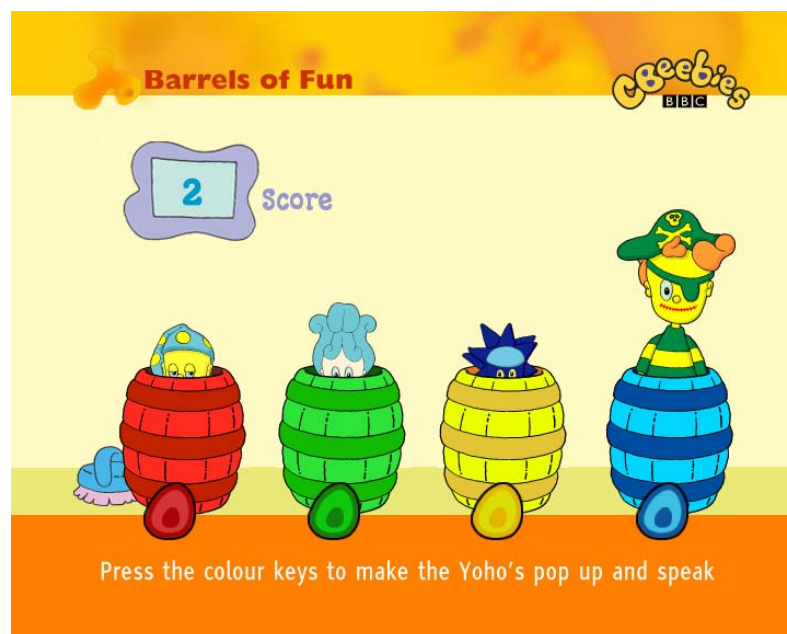 Barrels of Fun
CBeebies
BBC
2
Score
Press the colour keys to make the Yoho's pop up and speak